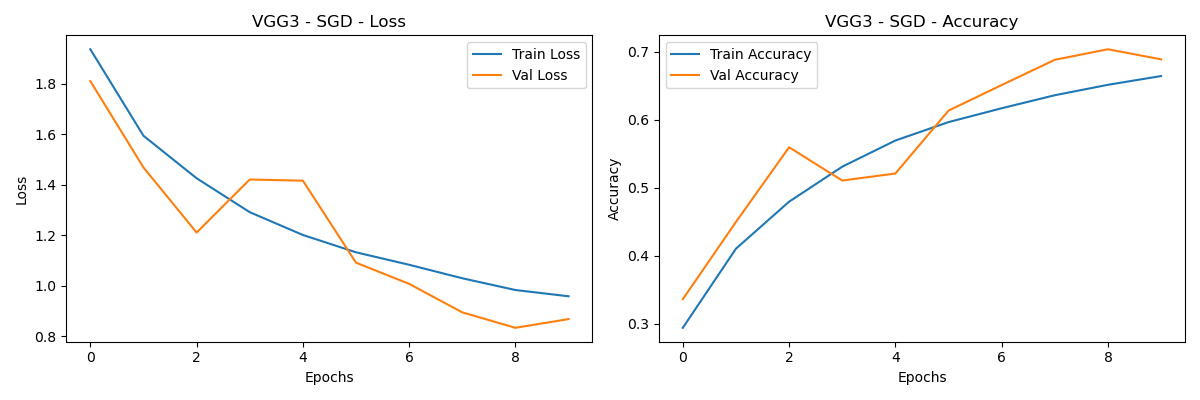 VGG3 - SGD - Loss
Train Loss
Val Loss
1.8
1.6
1.4
1.2
1.0
0.8
Loss
0 2 4 6 8
Epochs
VGG3 - SGD - Accuracy
Train Accuracy
Val Accuracy
0.7
0.6
0.5
0.4
0.3
Accuracy
0 2 4 6 8
Epochs